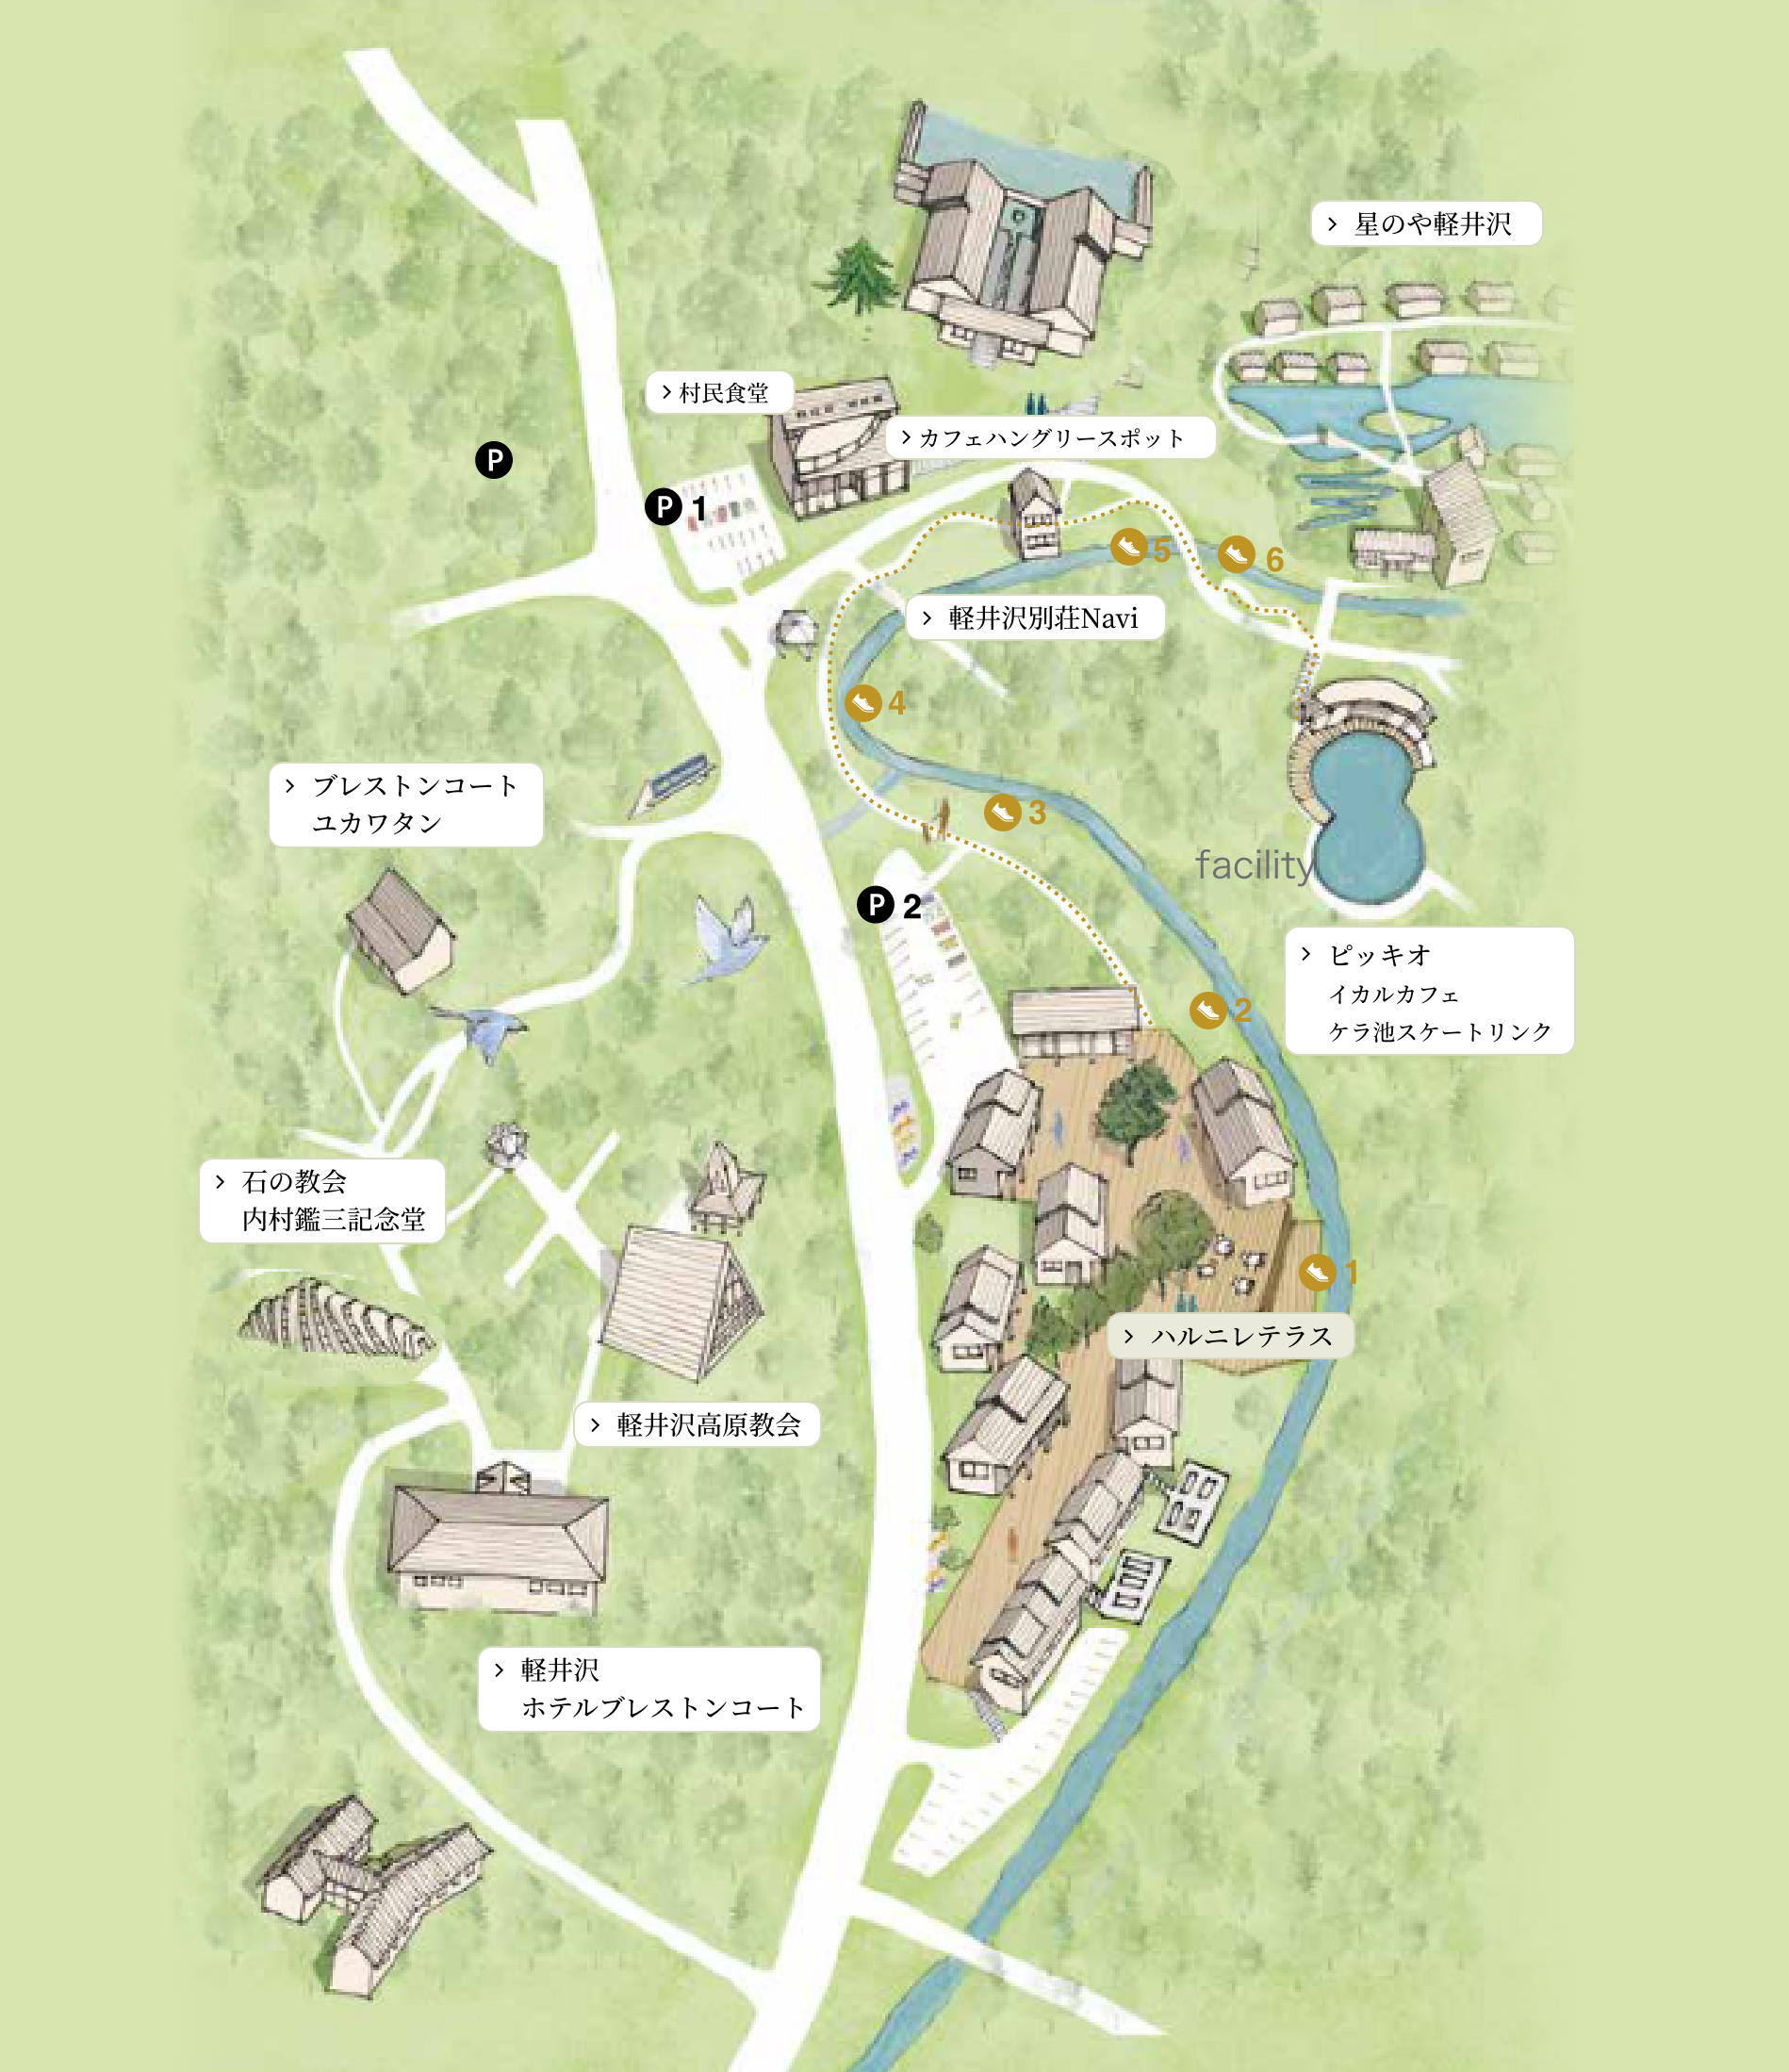 星のや軽井沢
村民食堂
カフェハングリースポット
P
P 1
5
6
軽井沢別荘Navi
4
ブレストンコート
ユカワタン
3
facility
P 2
ピッキオ
イカルカフェ
ケラ池スケートリンク
2
石の教会
内村鑑三記念堂
1
ハルニレテラス
軽井沢高原教会
軽井沢
ホテルブレストンコート